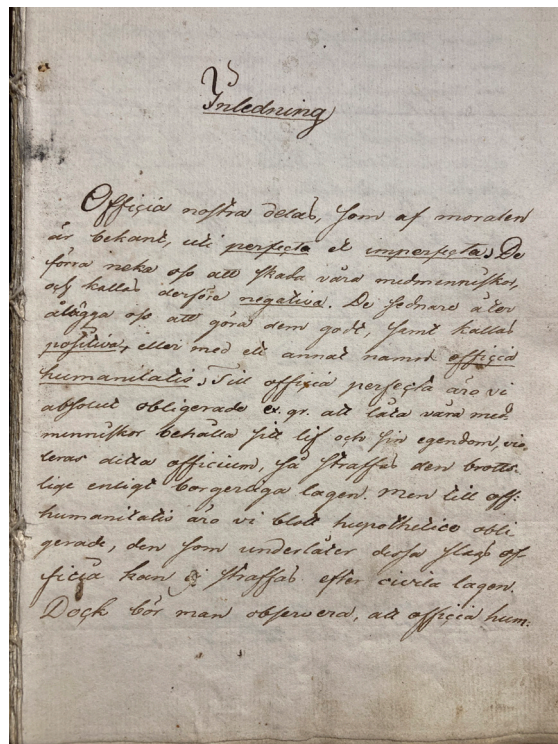 Inledning
Officia nostra delas, som af moralen
är bekant, uti perfecta et imperfecta. De
förra neka oss att skada våra medmenniskor,
och kallas derföre negativa. De sednare åter
ålägga oss att göra dem godt, samt kallas
positiva, eller med ett annat namn officia
humanitatis. Till officia perfecta äro vi
absolut obligerade ex. gr. att låta våra med
menniskor behålla sitt lif och sin egendom, vio,
leras detta officium, så straffas den brotts
lige enligt borgerliga lagen. Men till offi:
humanitatis äro vi blott hypothetice obli
gerade, den som underlåter dessa slags of
ficia kan ej straffas efter civila lagen.
Dock bör man observera, att officia hum: